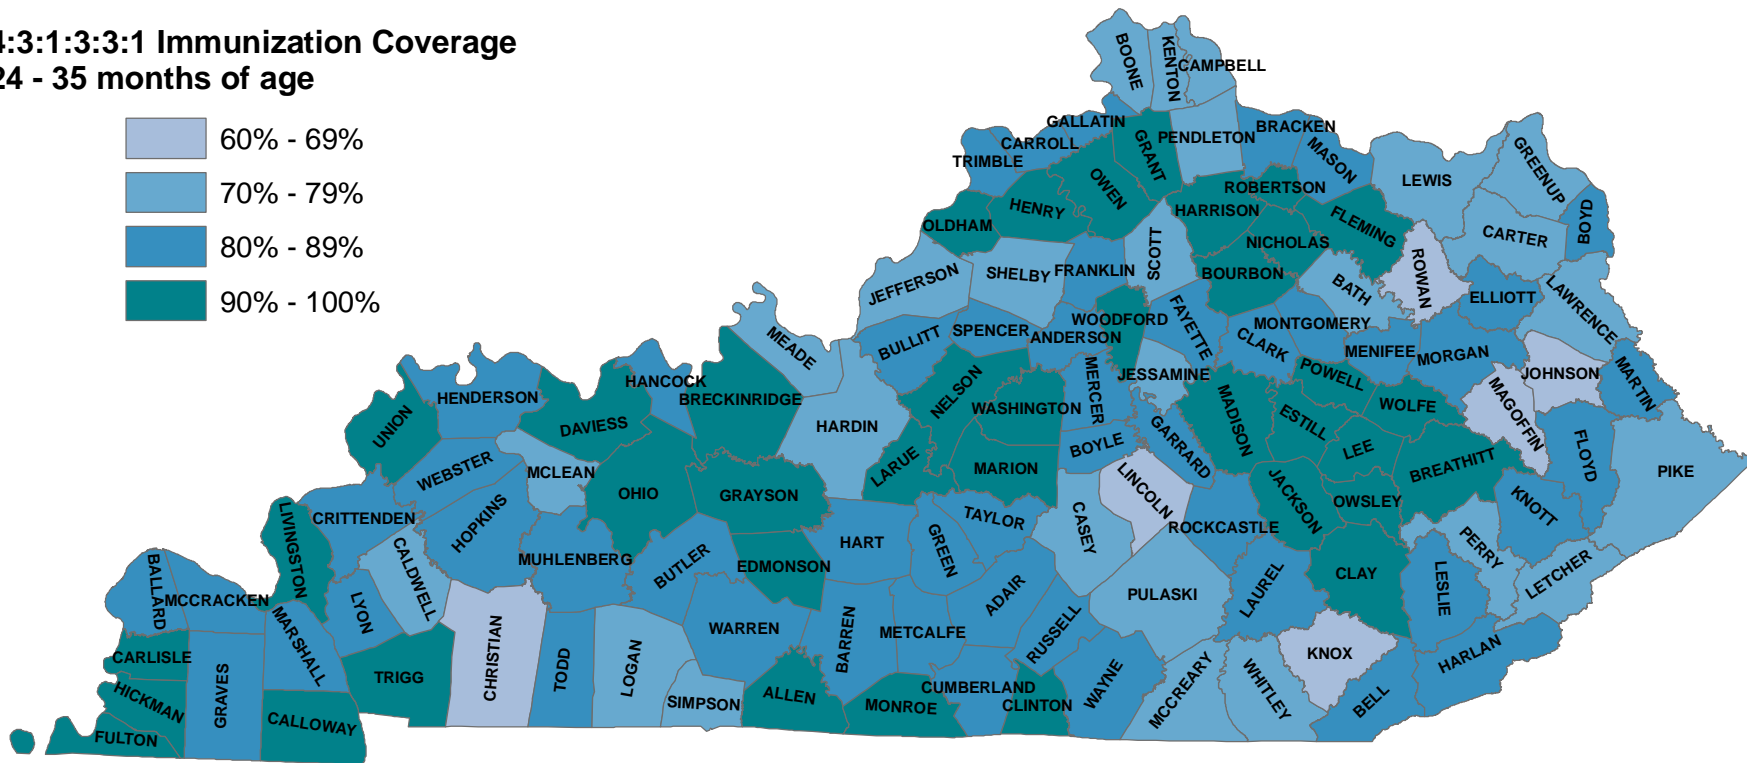 4:3:1:3:3:1 Immunization Coverage
24 - 35 months of age
60% - 69%
70% - 79%
80% - 89%
90% - 100%
BOONE
KENTON
CAMPBELL
GALLATIN
CARROLL
TRIMBLE
GRANT
PENDLETON
BRACKEN
MASON
LEWIS
GREENUP
BOYD
CARTER
OWEN
HENRY
OLDHAM
ROBERTSON
HARRISON
FLEMING
NICHOLAS
ROWAN
SCOTT
BOURBON
BATH
ELLIOTT
LAWRENCE
JEFFERSON
SHELBY
FRANKLIN
WOODFORD
FAYETTE
MONTGOMERY
CLARK
MENIFEE
MORGAN
JOHNSON
MARTIN
MAGOFFIN
MEADE
BULLITT
SPENCER
ANDERSON
MERCER
JESSAMINE
MADISON
POWELL
ESTILL
WOLFE
LEE
BREATHITT
FLOYD
PIKE
HANCOCK
BRECKINRIDGE
HARDIN
NELSON
WASHINGTON
MARION
LARUE
BOYLE
GARRARD
LINCOLN
UNION
HENDERSON
DAVIESS
WEBSTER
MCLEAN
OHIO
GRAYSON
JACKSON
OWSLEY
KNOTT
PERRY
LETCHER
LESLIE
CLAY
LIVINGSTON
CRITTENDEN
HOPKINS
CALDWELL
MUHLENBERG
BUTLER
EDMONSON
HART
GREEN
TAYLOR
CASEY
ROCKCASTLE
PULASKI
LAUREL
ADAIR
RUSSELL
BALLARD
MCCRACKEN
LYON
MARSHALL
CHRISTIAN
TODD
LOGAN
SIMPSON
WARREN
BARREN
METCALFE
KNOX
HARLAN
BELL
WHITLEY
MCCREARY
WAYNE
CLINTON
CUMBERLAND
MONROE
ALLEN
TRIGG
CARLISLE
HICKMAN
GRAVES
FULTON
CALLOWAY